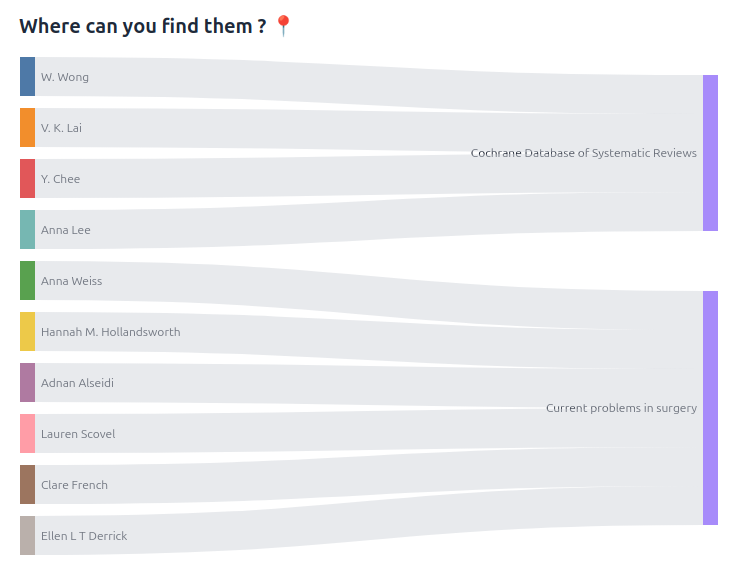 Where can you find them ? 📍
W. Wong
V. K. Lai
Y. Chee
Cochrane Database of Systematic Reviews
Anna Lee
Anna Weiss
Hannah M. Hollandsworth
Adnan Alseidi
Current problems in surgery
Lauren Scovel
Clare French
Ellen L T Derrick